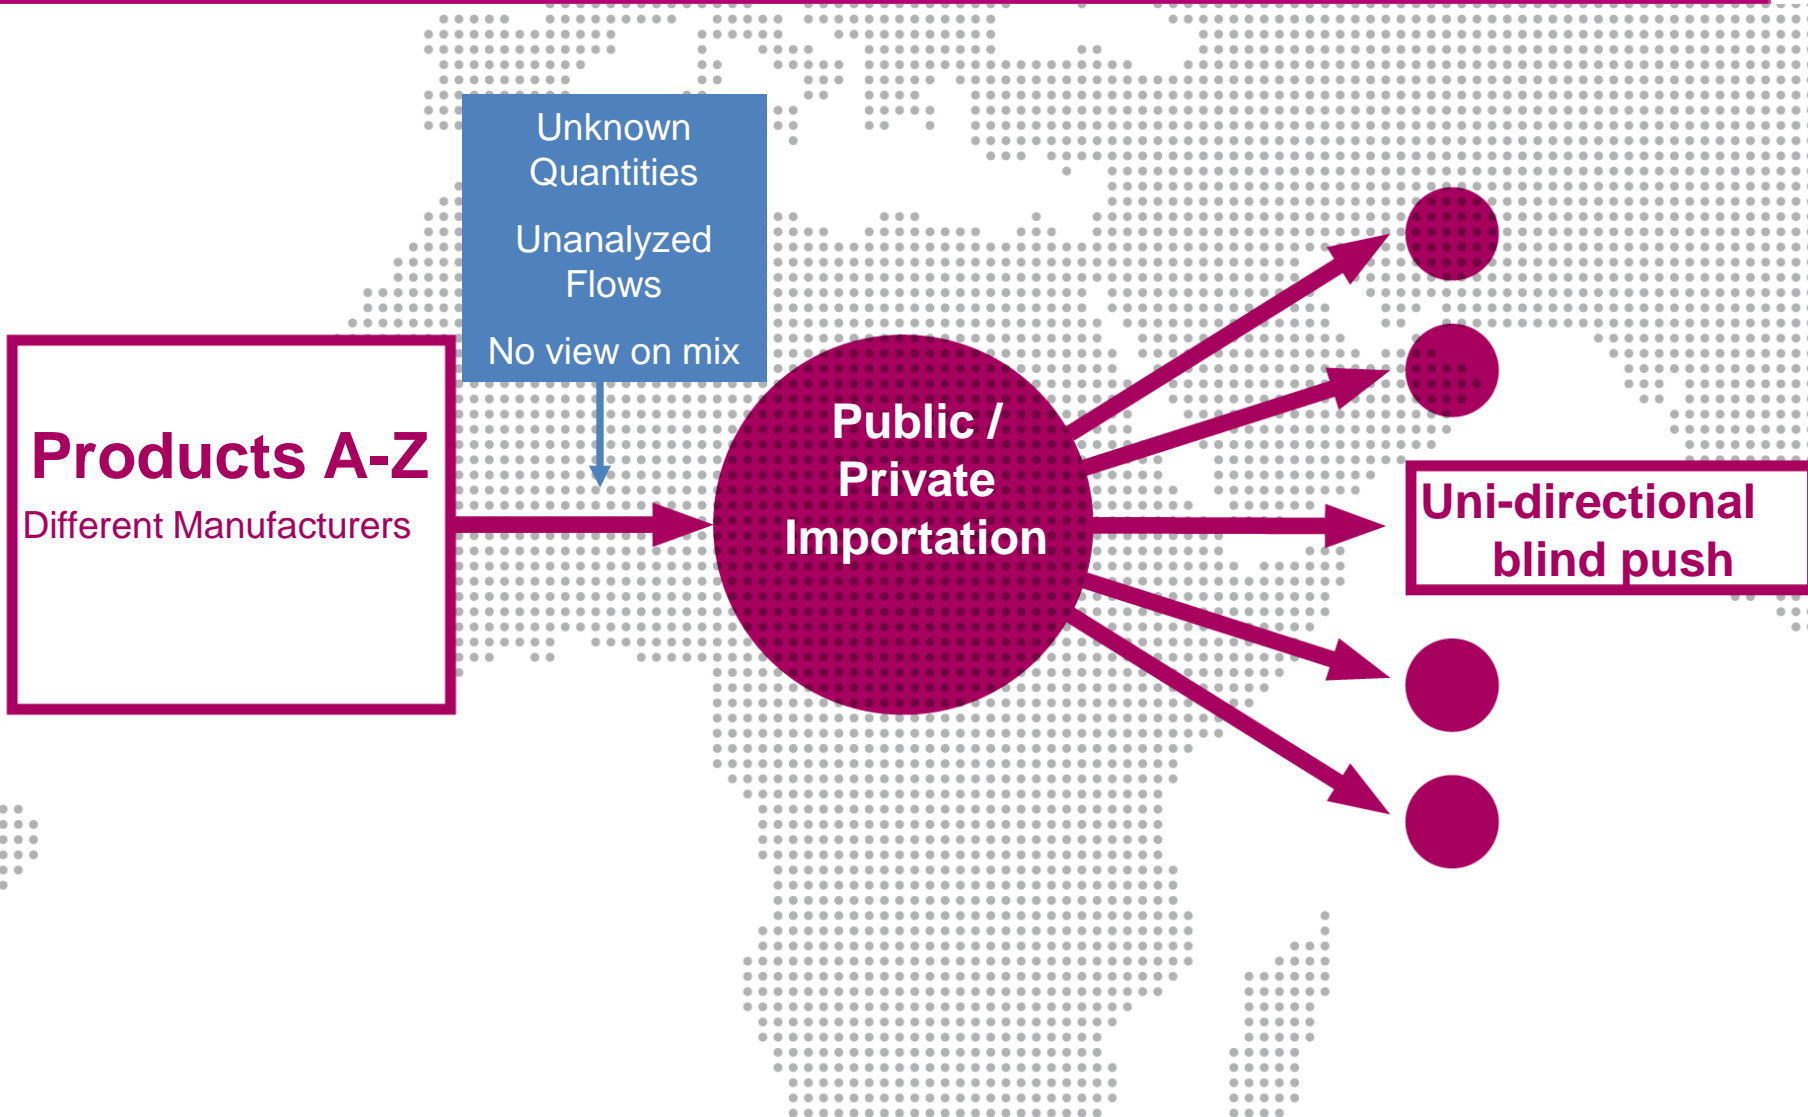 Unknown
Quantities
Unanalyzed
Flows
No view on mix
Products A-Z
Different Manufacturers
Public /
Private
Importation
Uni-directional
blind push